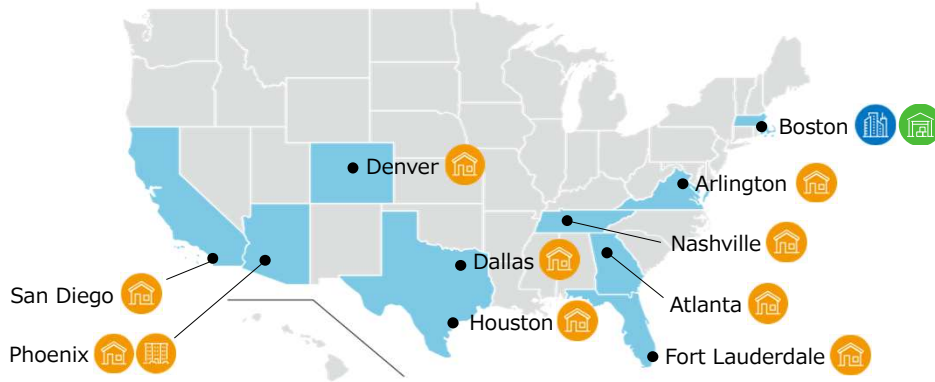 Boston
Denver
Arlington
Nashville
Dallas
San Diego
Atlanta
Houston
Phoenix
Fort Lauderdale